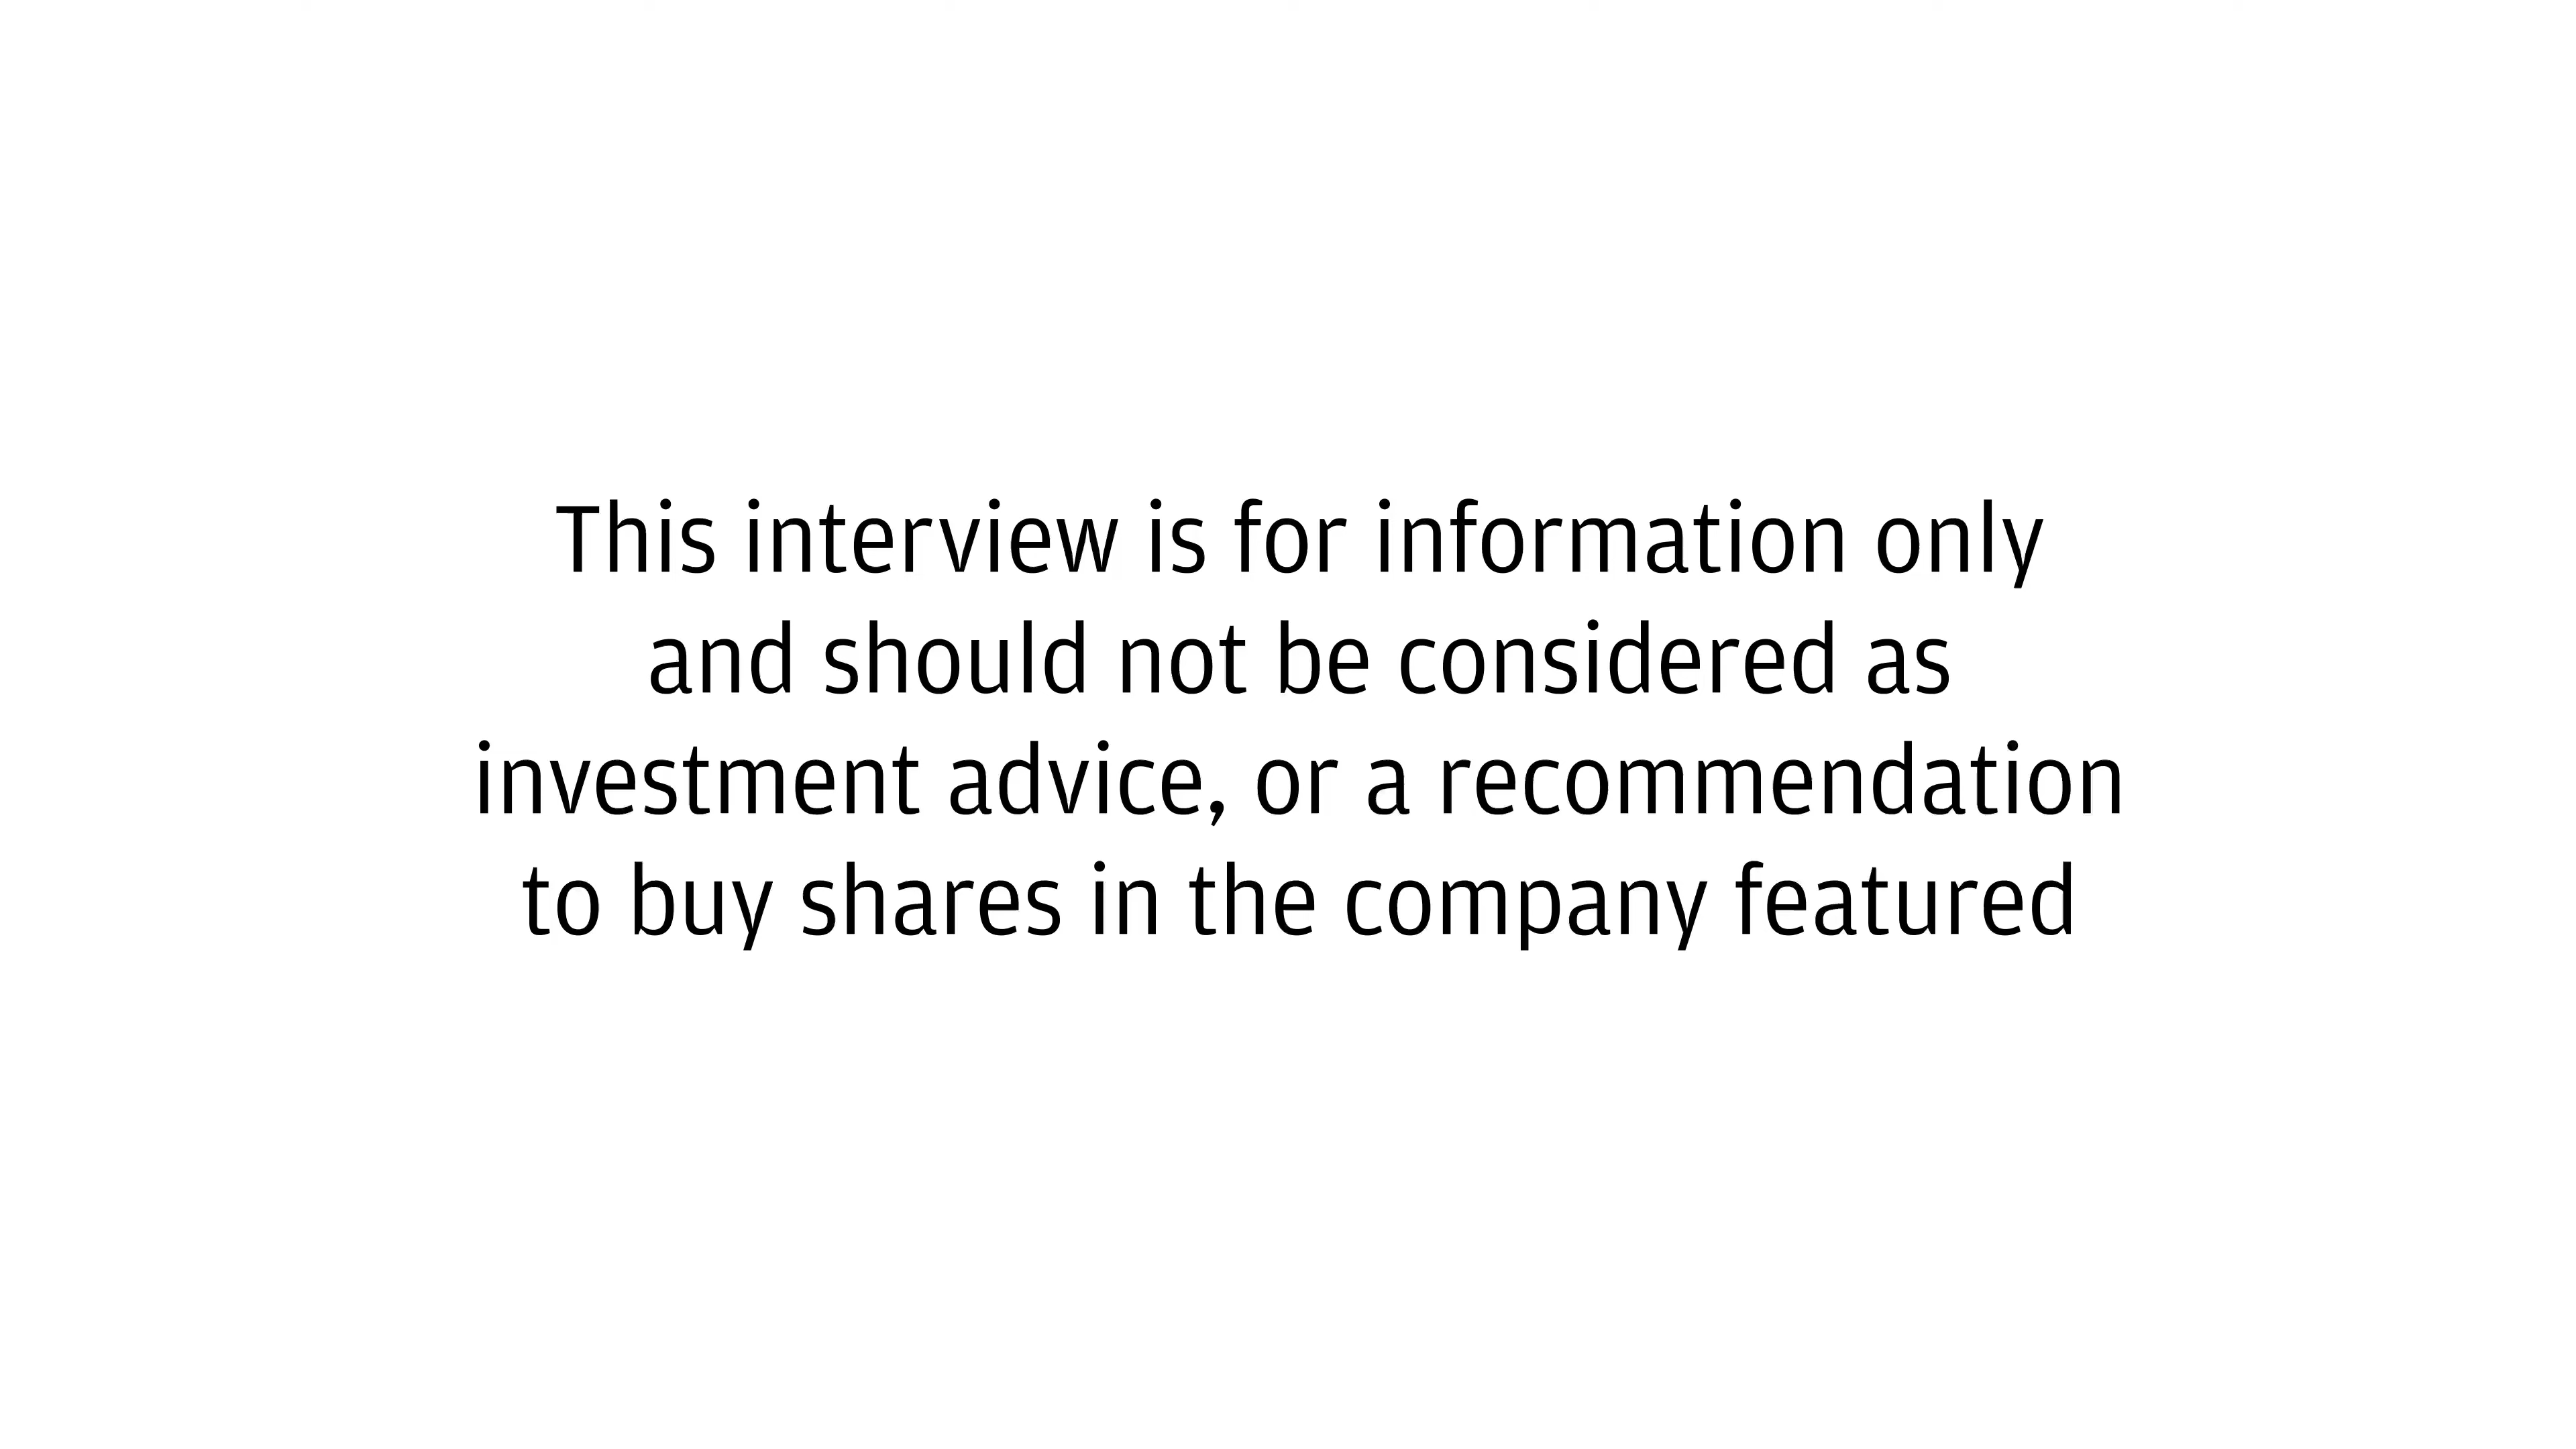 This interview is for information only
and should not be considered as
investment advice, or a recommendation
to buy shares in the company featured